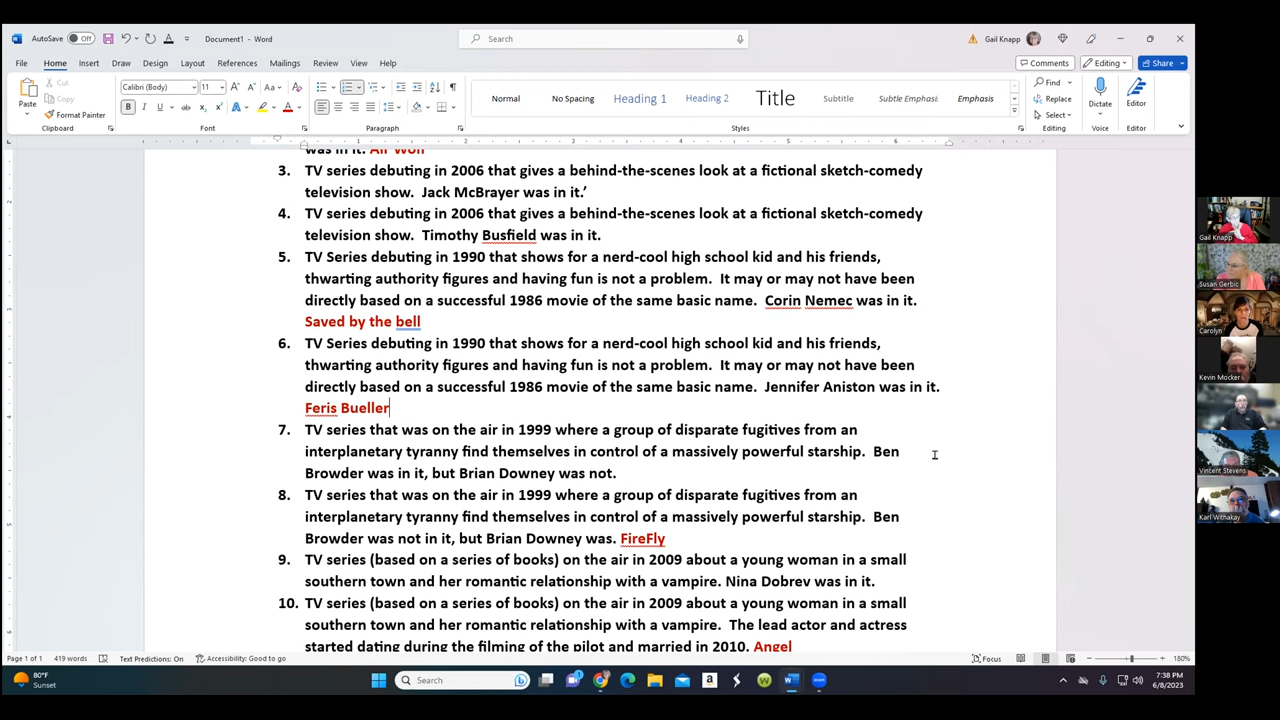 AutoSave Off Document1 - Word Search Gail Knapp
File Home Insert Draw Design Layout References Mailings Review View Help Comments Editing Share
Paste Cut Copy Format Painter Calibri (Body) 11 Normal No Spacing Heading 1 Heading 2 Title Subtitle Subtle Emphasi: Emphasis Find Replace Select Dictate Editor
Clipboard Font Paragraph Styles Editing Voice Editor
was in it. Air Wolf
3. TV series debuting in 2006 that gives a behind-the-scenes look at a fictional sketch-comedy
television show. Jack McBrayer was in it.’
4. TV series debuting in 2006 that gives a behind-the-scenes look at a fictional sketch-comedy
television show. Timothy Busfield was in it.
5. TV Series debuting in 1990 that shows for a nerd-cool high school kid and his friends,
thwarting authority figures and having fun is not a problem. It may or may not have been
directly based on a successful 1986 movie of the same basic name. Corin Nemec was in it.
Saved by the bell
6. TV Series debuting in 1990 that shows for a nerd-cool high school kid and his friends,
thwarting authority figures and having fun is not a problem. It may or may not have been
directly based on a successful 1986 movie of the same basic name. Jennifer Aniston was in it.
Feris Bueller
7. TV series that was on the air in 1999 where a group of disparate fugitives from an
interplanetary tyranny find themselves in control of a massively powerful starship. Ben
Browder was in it, but Brian Downey was not.
8. TV series that was on the air in 1999 where a group of disparate fugitives from an
interplanetary tyranny find themselves in control of a massively powerful starship. Ben
Browder was not in it, but Brian Downey was. FireFly
9. TV series (based on a series of books) on the air in 2009 about a young woman in a small
southern town and her romantic relationship with a vampire. Nina Dobrev was in it.
10. TV series (based on a series of books) on the air in 2009 about a young woman in a small
southern town and her romantic relationship with a vampire. The lead actor and actress
started dating during the filming of the pilot and married in 2010. Angel
Page 1 of 1 419 words Text Predictions: On Accessibility: Good to go Focus 180%
80°F
Sunset
Search
7:38 PM
6/8/2023
Gail Knapp
Susan Gerbic
Carolyn
Kevin Mocker
Vincent Stevens
Karl Withakay